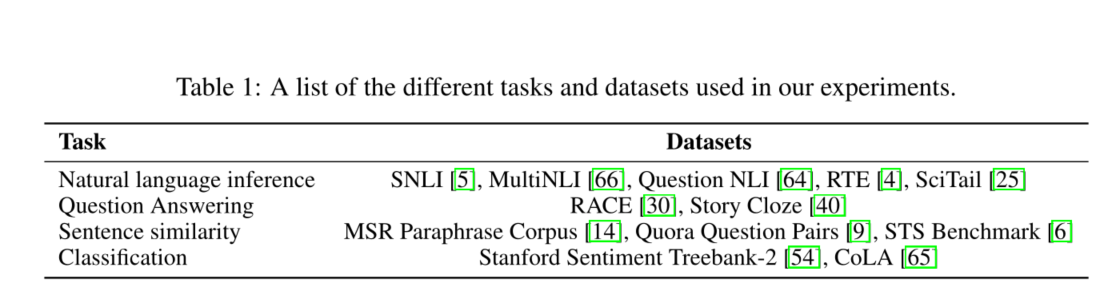 Table 1: A list of the different tasks and datasets used in our experiments.
Task Datasets
Natural language inference SNLI [5], MultiNLI [66], Question NLI [64], RTE [4], SciTail [25]
Question Answering RACE [30], Story Cloze [40]
Sentence similarity MSR Paraphrase Corpus [14], Quora Question Pairs [9], STS Benchmark [6]
Classification Stanford Sentiment Treebank-2 [54], CoLA [65]